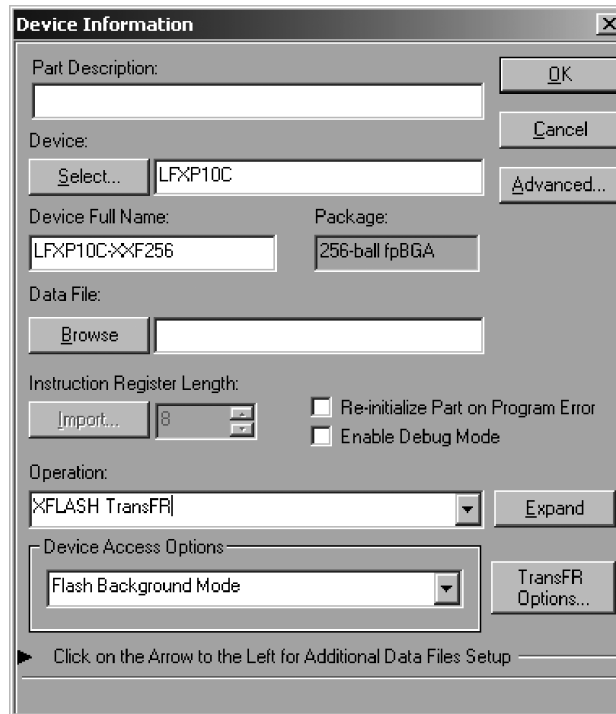 Device Information
Part Description:
OK
Device:
Cancel
Select...
LFXP10C
Advanced...
Device Full Name:
Package:
LFXP10C-XXF256
256-ball fpBGA
Data File:
Browse
Instruction Register Length:
Import...
8
Re-initialize Part on Program Error
Enable Debug Mode
Operation:
XFLASH TransFR
Expand
Device Access Options
Flash Background Mode
TransFR
Options...
Click on the Arrow to the Left for Additional Data Files Setup